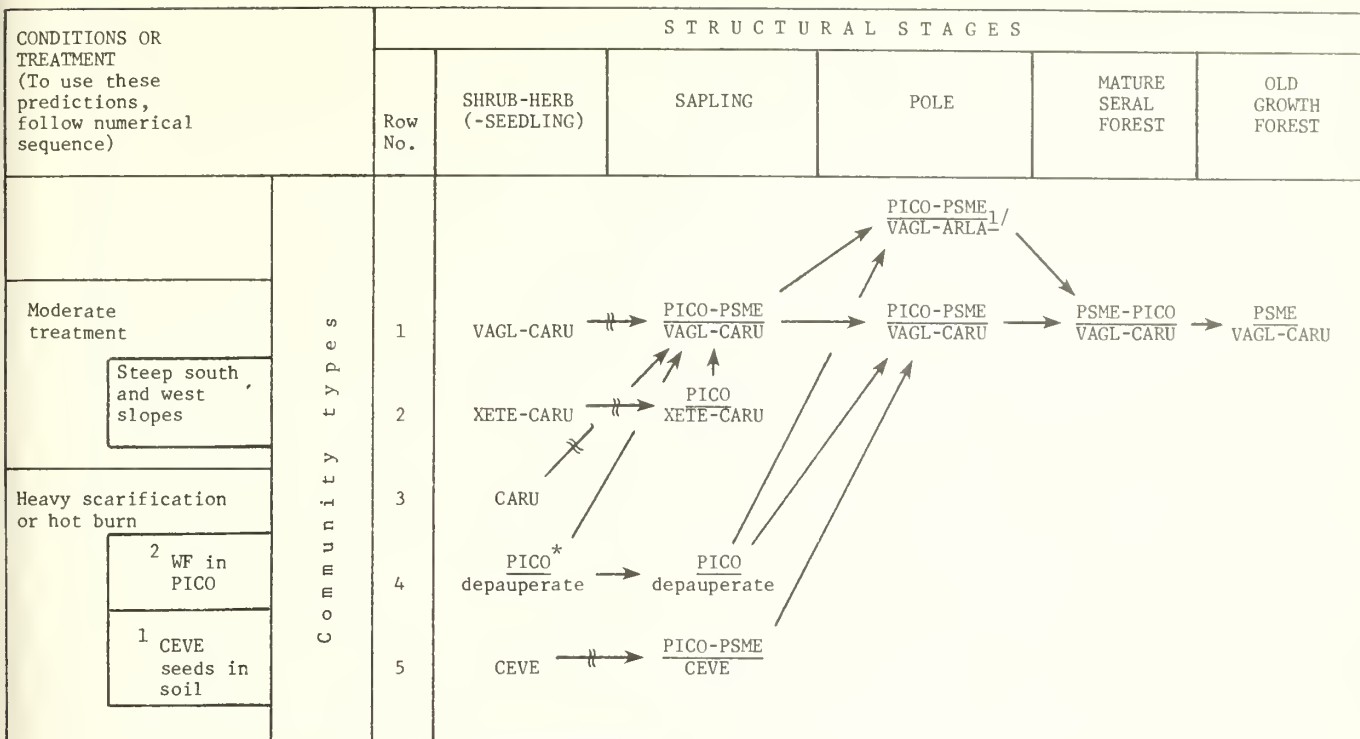 CONDITIONS OR
TREATMENT
(To use these
predictions,
follow numerical
sequence)
Row
No.
S T R U C T U R A L S T A G E S
SHRUB-HERB
(-SEEDLING)
SAPLING
POLE
MATURE
SERAL
FOREST
OLD
GROWTH
FOREST
Community types
PICO-PSME
VAGL-ARLA 1/
Moderate
treatment
1
VAGL-CARU
PICO-PSME
VAGL-CARU
PICO-PSME
VAGL-CARU
PSME-PICO
VAGL-CARU
PSME
VAGL-CARU
Steep south
and west
slopes
2
XETE-CARU
PICO
XETE-CARU
Heavy scarification
or hot burn
3
CARU
2 WF in
PICO
4
PICO*
depauperate
PICO
depauperate
1 CEVE
seeds in
soil
5
CEVE
PICO-PSME
CEVE